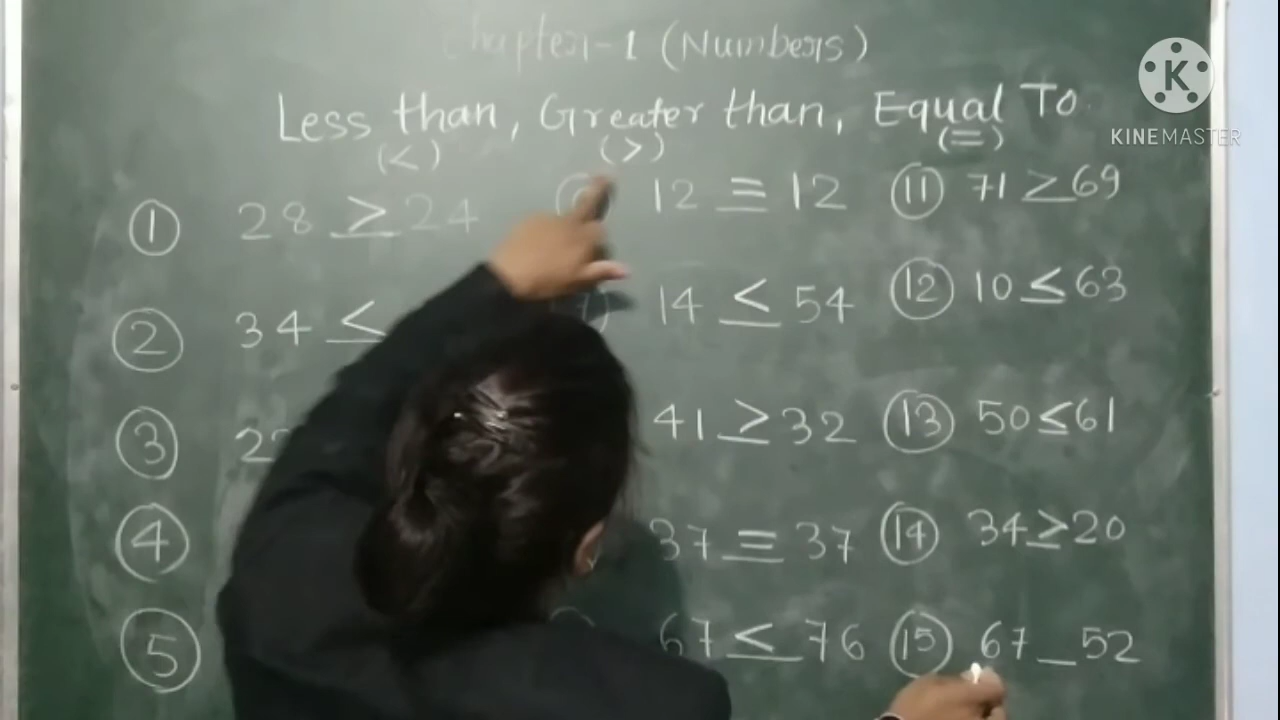 Chapter-1 (Numbers)
Less than, Greater than, Equal To
(<) (>) (=)
① 28 > 24
② 34 <
③
④
⑤
12 = 12
14 < 54
41 > 32
37 = 37
67 < 76
⑪ 71 > 69
⑫ 10 < 63
⑬ 50 < 61
⑭ 34 > 20
⑮ 67 _ 52
K
KINEMASTER